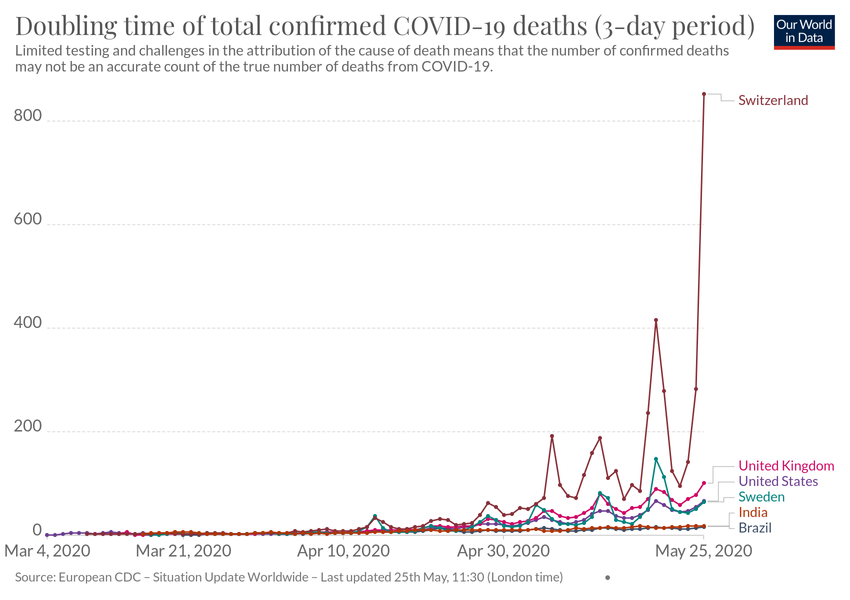 Doubling time of total confirmed COVID-19 deaths (3-day period)
Our World
in Data
Limited testing and challenges in the attribution of the cause of death means that the number of confirmed deaths
may not be an accurate count of the true number of deaths from COVID-19.
800
600
400
200
0
Switzerland
United Kingdom
United States
Sweden
India
Brazil
Mar 4, 2020 Mar 21, 2020 Apr 10, 2020 Apr 30, 2020 May 25, 2020
Source: European CDC – Situation Update Worldwide – Last updated 25th May, 11:30 (London time)